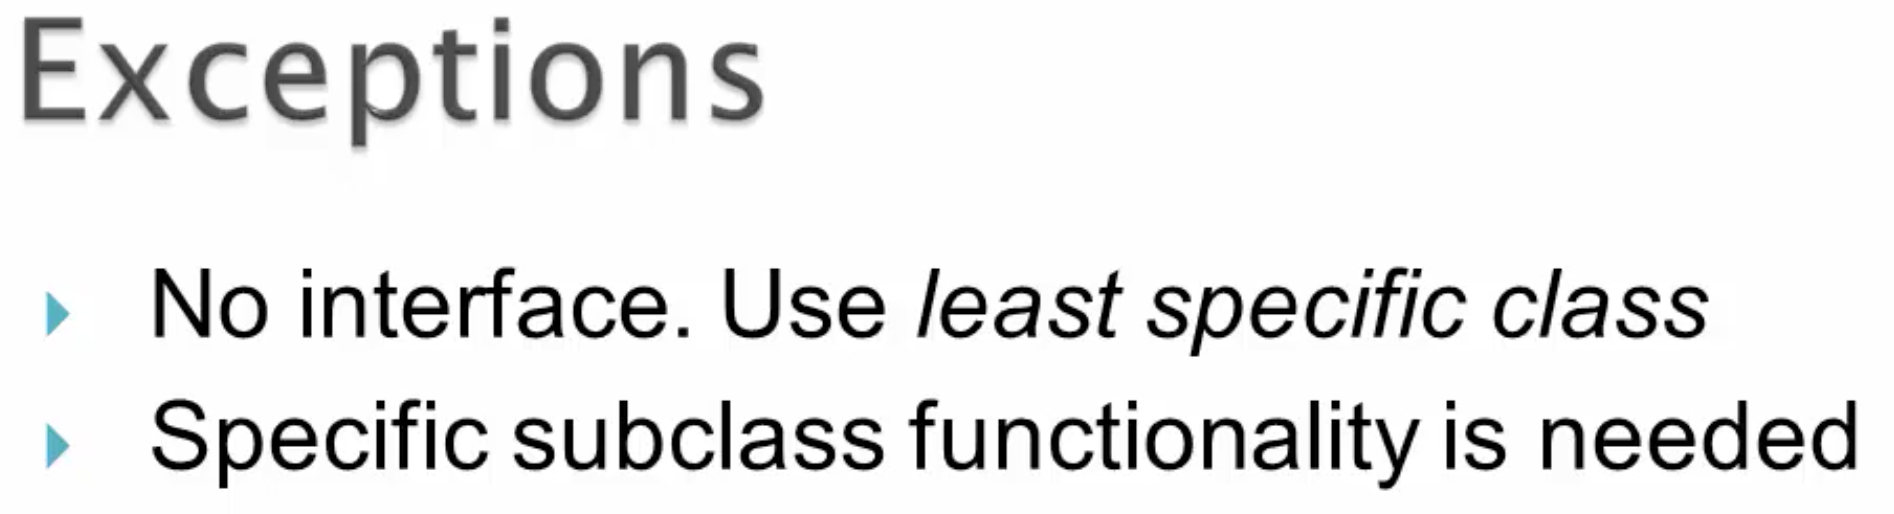 Exceptions
No interface. Use least specific class
Specific subclass functionality is needed